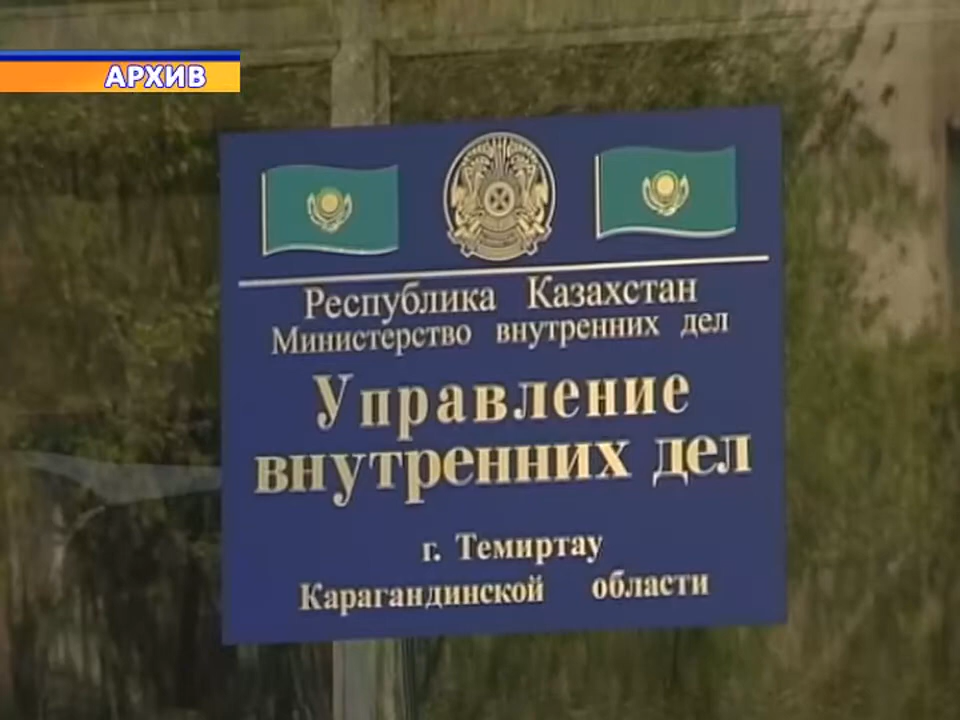 АРХИВ
Республика Казахстан
Министерство внутренних дел
Управление
внутренних дел
г. Темиртау
Карагандинской области